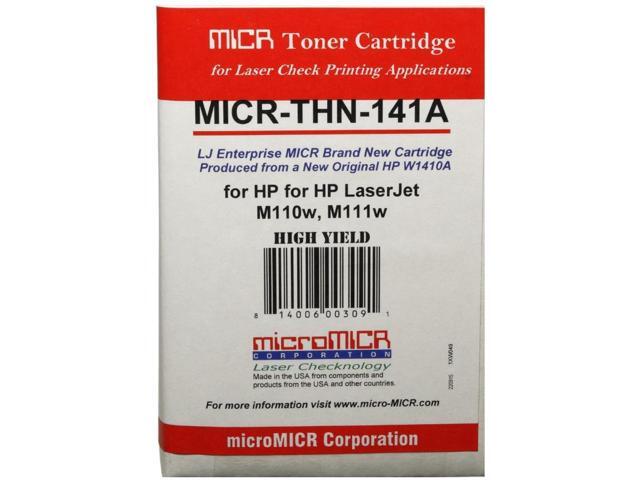 MICR Toner Cartridge
for Laser Check Printing Applications
MICR-THN-141A
LJ Enterprise MICR Brand New Cartridge
Produced from a New Original HP W1410A
for HP for HP LaserJet
M110w, M111w
HIGH YIELD
8 14006 00309 1
microMICR
CORPORATION
Laser Checknology
Made in the USA from components and
products from the USA and other countries.
For more information visit www.micro-MICR.com
microMICR Corporation